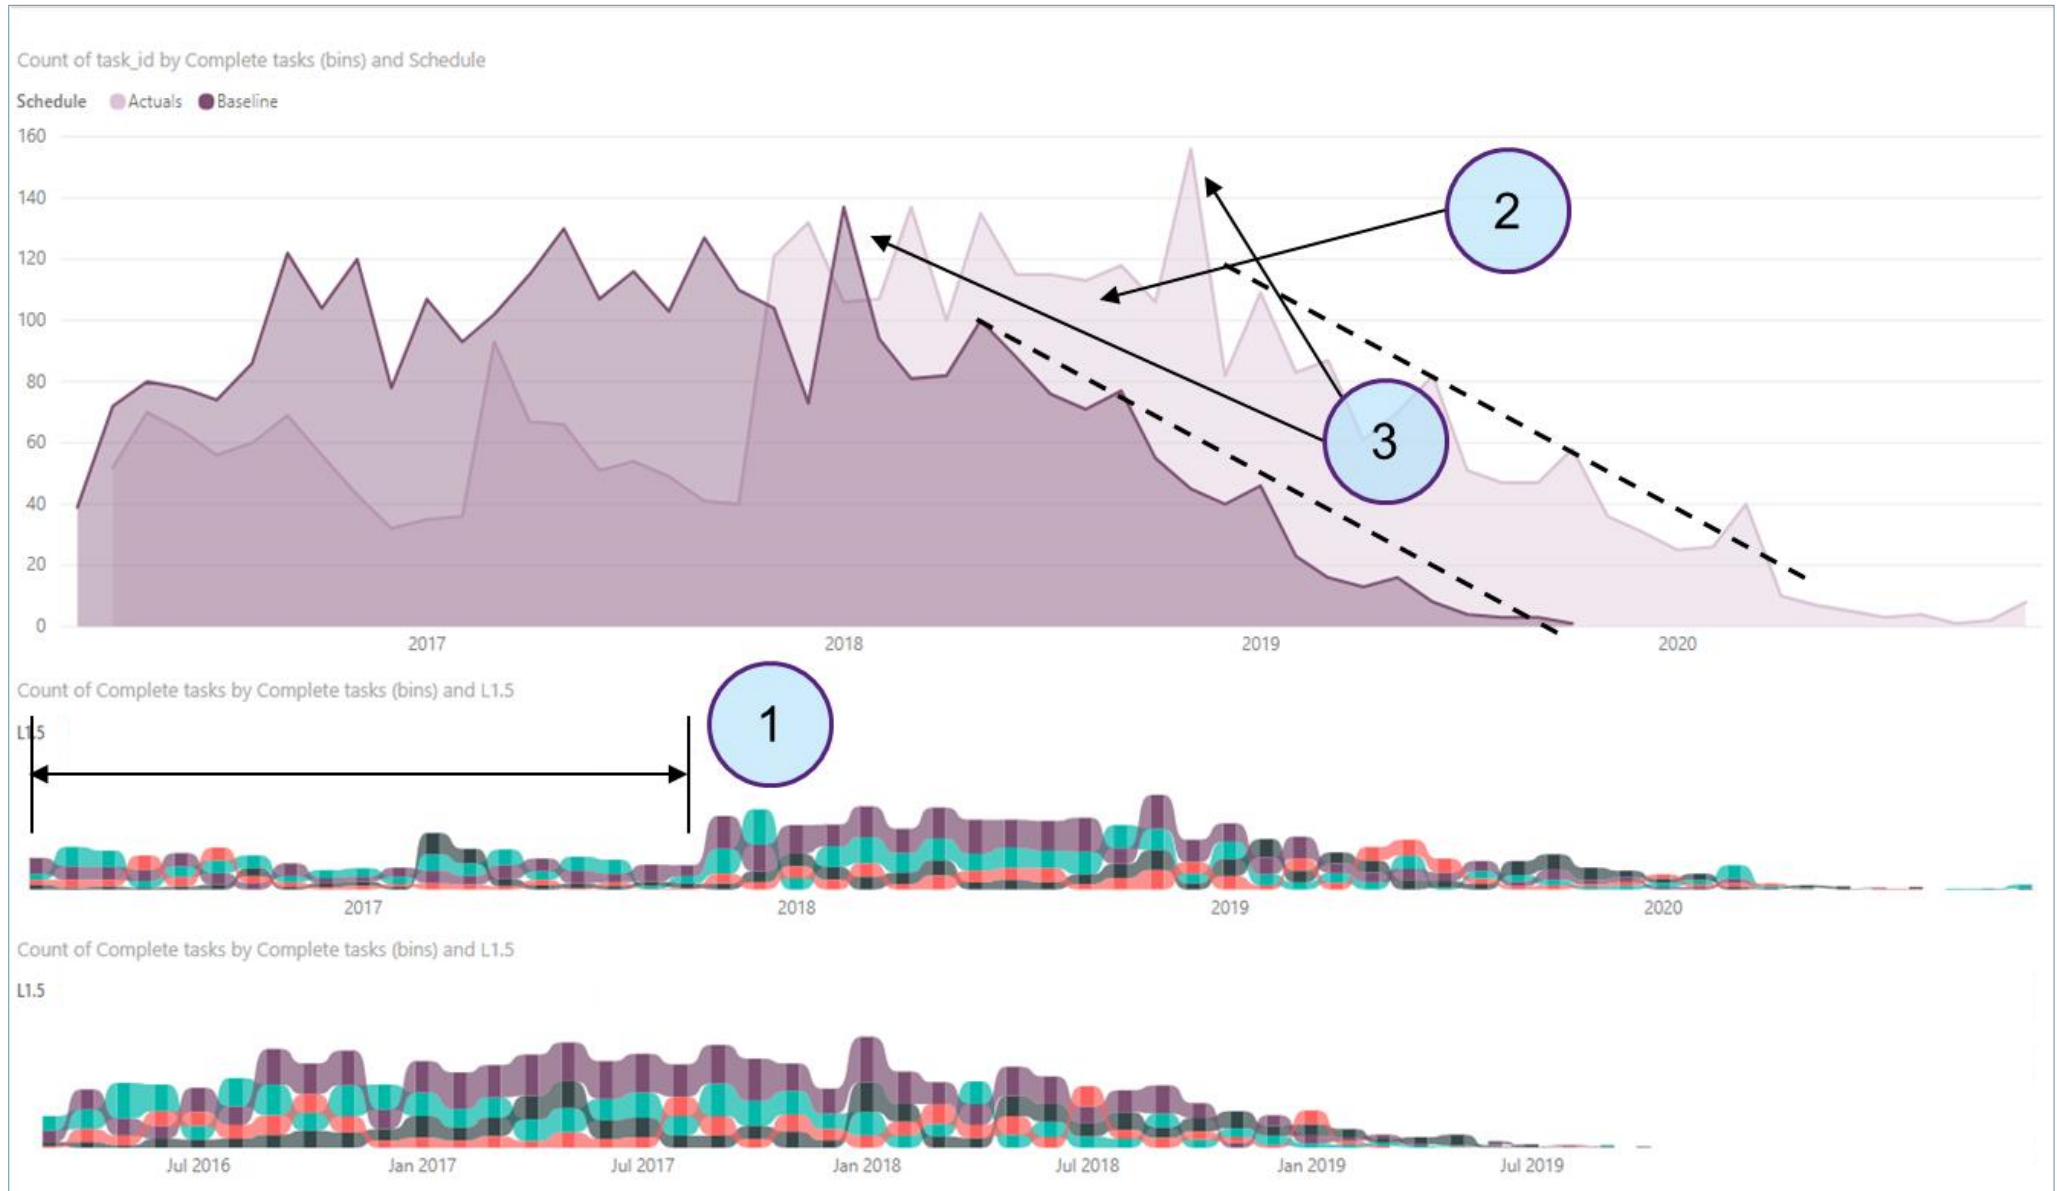 Count of task_id by Complete tasks (bins) and Schedule
Schedule Actuals Baseline
160
140
2
120
100
80
60
3
40
20
0
2017 2018 2019 2020
Count of Complete tasks by Complete tasks (bins) and L1.5
1
L1.5
2017 2018 2019 2020
Count of Complete tasks by Complete tasks (bins) and L1.5
L1.5
Jul 2016 Jan 2017 Jul 2017 Jan 2018 Jul 2018 Jan 2019 Jul 2019